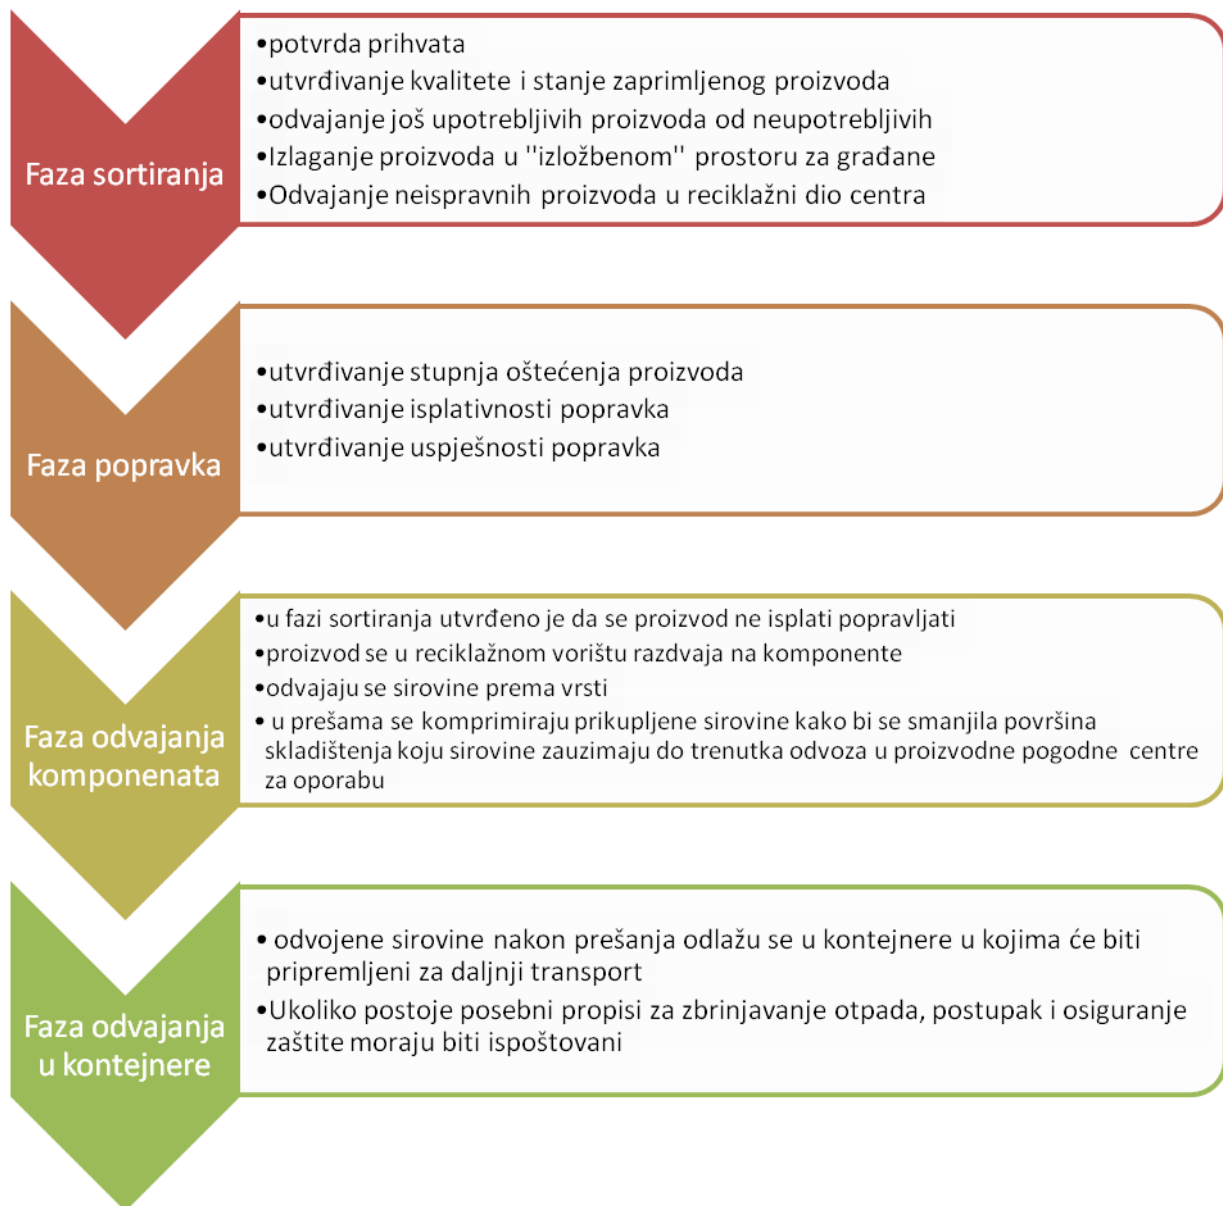 Faza sortiranja
•potvrda prihvata
•utvrđivanje kvalitete i stanje zaprimljenog proizvoda
•odvajanje još upotrebljivih proizvoda od neupotrebljivih
•Izlaganje proizvoda u "izložbenom" prostoru za građane
•Odvajanje neispravnih proizvoda u reciklažni dio centra
Faza popravka
•utvrđivanje stupnja oštećenja proizvoda
•utvrđivanje isplativnosti popravka
•utvrđivanje uspješnosti popravka
Faza odvajanja
komponenata
•u fazi sortiranja utvrđeno je da se proizvod ne isplati popravljati
•proizvod se u reciklažnom vorištu razdvaja na komponente
•odvajaju se sirovine prema vrsti
• u prešama se komprimiraju prikupljene sirovine kako bi se smanjila površina
skladištenja koju sirovine zauzimaju do trenutka odvoza u proizvodne pogodne centre
za oporabu
Faza odvajanja
u kontejnere
• odvojene sirovine nakon prešanja odlažu se u kontejnere u kojima će biti
pripremljeni za daljnji transport
•Ukoliko postoje posebni propisi za zbrinjavanje otpada, postupak i osiguranje
zaštite moraju biti ispoštovani